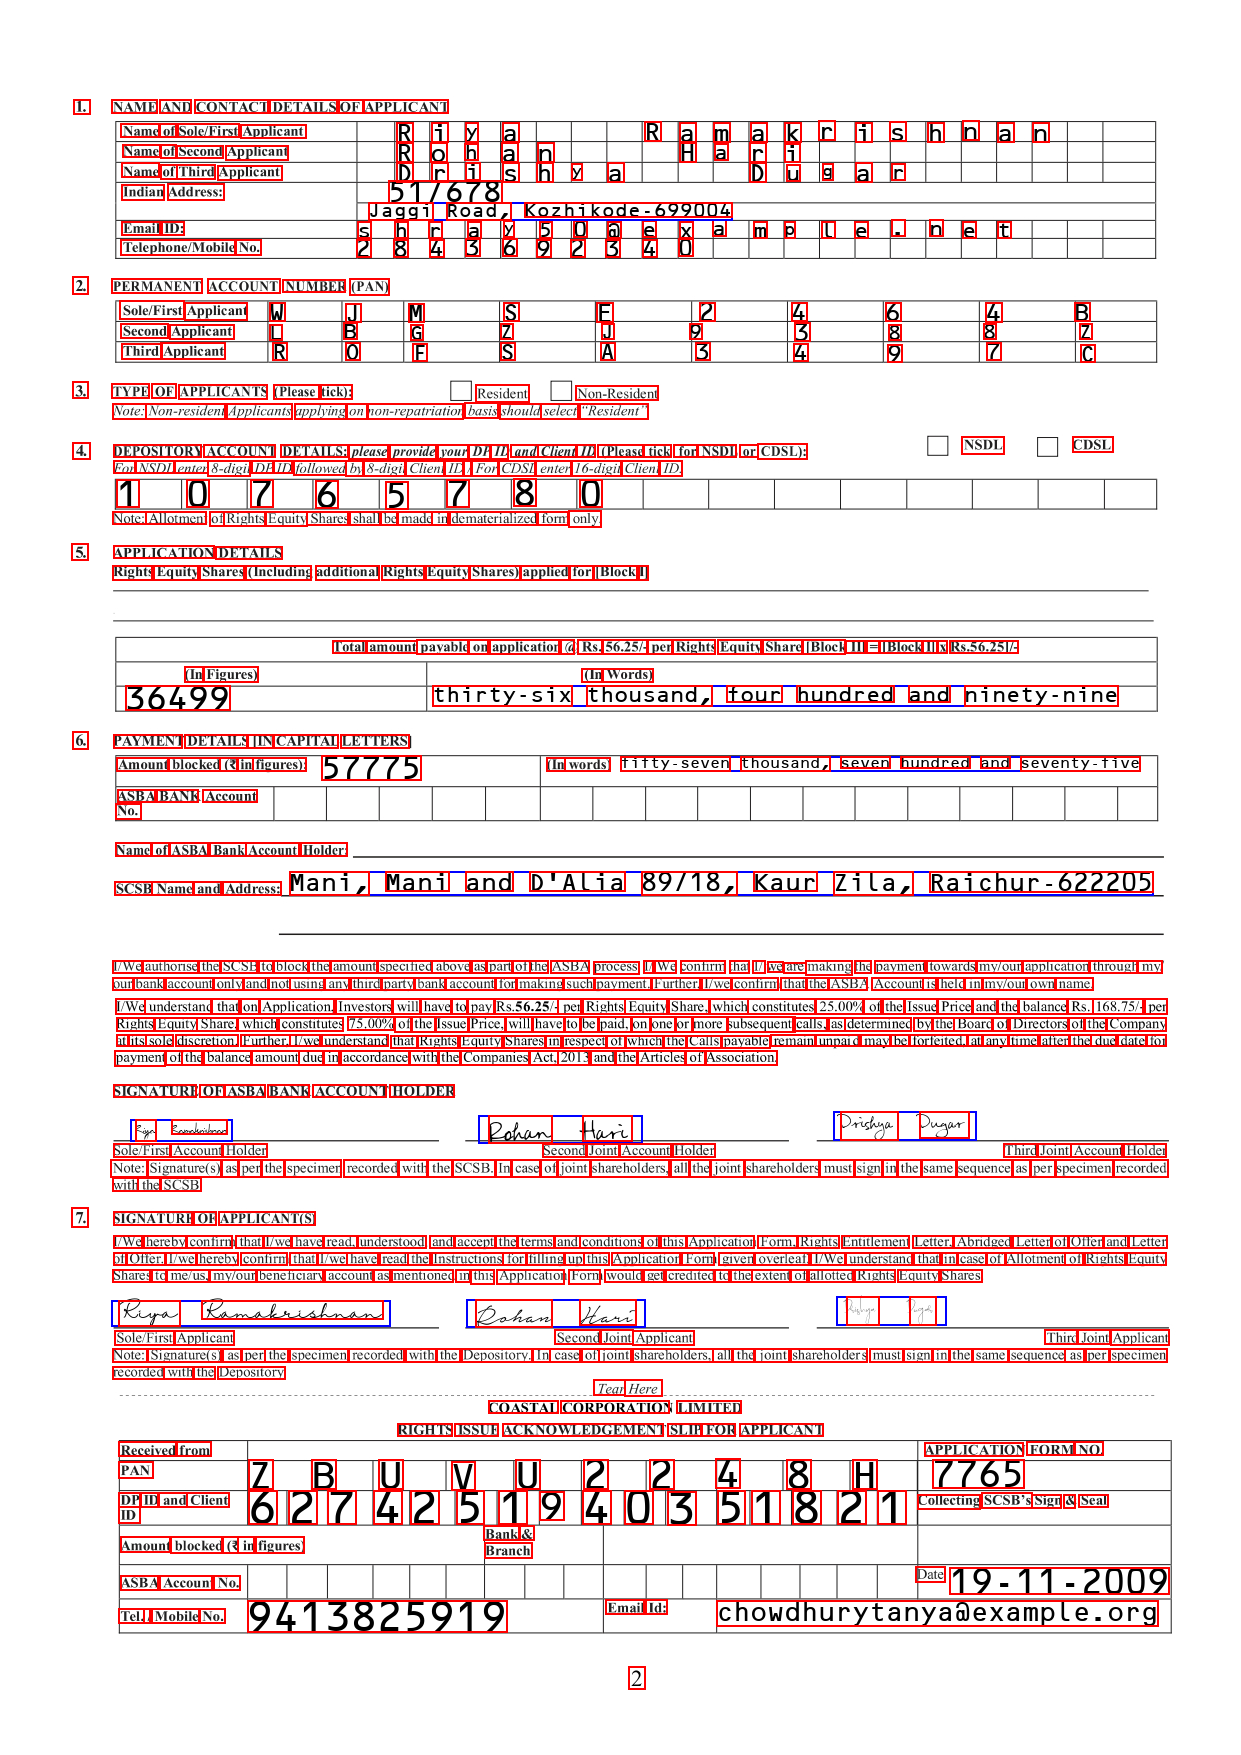 1. NAME AND CONTACT DETAILS OF APPLICANT
Name of Sole/First Applicant Riya Ramakrishnan
Name of Second Applicant Rohan Hari
Name of Third Applicant Drishya Dugar
Indian Address: 517678
Jaggi Road, Kozhikode-699004
Email ID: shray50@example.net
Telephone/Mobile No. 2843692340
2. PERMANENT ACCOUNT NUMBER (PAN)
Sole/First Applicant W J M S F 2 4 6 4 B
Second Applicant L B G Z J 9 3 8 8 Z
Third Applicant R O F S A 3 4 9 7 C
3. TYPE OF APPLICANTS (Please tick): Resident Non-Resident
Note: Non-resident Applicants applying on non-repatriation basis should select "Resident"
4. DEPOSITORY ACCOUNT DETAILS: please provide your DP ID and Client ID (Please tick for NSDL or CDSL): NSDL CDSL
For NSDL enter 8-digit DP ID followed by 8-digit Client ID / For CDSL enter 16-digit Client ID.
1 0 7 6 5 7 8 0
Note: Allotment of Rights Equity Shares shall be made in dematerialized form only.
5. APPLICATION DETAILS
Rights Equity Shares (Including additional Rights Equity Shares) applied for [Block I]
Total amount payable on application @ Rs. 56.25/- per Rights Equity Share [Block II] = [Block I] x Rs.56.25]/-
(In Figures) (In Words)
36499 thirty-six thousand, four hundred and ninety-nine
6. PAYMENT DETAILS [IN CAPITAL LETTERS]
Amount blocked (₹ in figures): 57775 (In words) fifty-seven thousand, seven hundred and seventy-five
ASBA BANK Account
No.
Name of ASBA Bank Account Holder:
SCSB Name and Address: Mani, Mani and D'Alia 89/18, Kaur Zila, Raichur-622205
I/We authorise the SCSB to block the amount specified above as part of the ASBA process. I/We confirm that I/ we are making the payment towards my/our application through my/
our bank account only and not using any third party bank account for making such payment. Further, I/we confirm that the ASBA Account is held in my/our own name.
I/We understand that on Application, Investors will have to pay Rs.56.25/- per Rights Equity Share, which constitutes 25.00% of the Issue Price and the balance Rs. 168.75/- per
Rights Equity Share, which constitutes 75.00% of the Issue Price, will have to be paid, on one or more subsequent calls, as determined by the Board of Directors of the Company
at its sole discretion. Further, I/we understand that Rights Equity Shares in respect of which the Calls payable remain unpaid may be forfeited, at any time after the due date for
payment of the balance amount due in accordance with the Companies Act, 2013 and the Articles of Association.
SIGNATURE OF ASBA BANK ACCOUNT HOLDER
Riya Ramakrishnan Rohan Hari Drishya Dugar
Sole/First Account Holder Second Joint Account Holder Third Joint Account Holder
Note: Signature(s) as per the specimen recorded with the SCSB. In case of joint shareholders, all the joint shareholders must sign in the same sequence as per specimen recorded
with the SCSB
7. SIGNATURE OF APPLICANT(S)
I/We hereby confirm that I/we have read, understood and accept the terms and conditions of this Application Form, Rights Entitlement Letter, Abridged Letter of Offer and Letter
of Offer. I/we hereby confirm that I/we have read the Instructions for filling up this Application Form given overleaf. I/We understand that in case of Allotment of Rights Equity
Shares to me/us, my/our beneficiary account as mentioned in this Application Form would get credited to the extent of allotted Rights Equity Shares
Riya Ramakrishnan Rohan Hari Drishya Dugar
Sole/First Applicant Second Joint Applicant Third Joint Applicant
Note: Signature(s) as per the specimen recorded with the Depository. In case of joint shareholders, all the joint shareholders must sign in the same sequence as per specimen
recorded with the Depository
Tear Here
COASTAL CORPORATION LIMITED
RIGHTS ISSUE ACKNOWLEDGEMENT SLIP FOR APPLICANT
Received from APPLICATION FORM NO.
PAN Z B U V U 2 2 4 8 H 7765
DP ID and Client 6 2 7 4 2 5 1 9 4 0 3 5 1 8 2 1 Collecting SCSB's Sign & Seal
ID
Amount blocked (₹ in figures) Bank &
Branch
ASBA Account No. Date 19-11-2009
Tel./ Mobile No. 9413825919 Email Id: chowdhurytanya@example.org
2